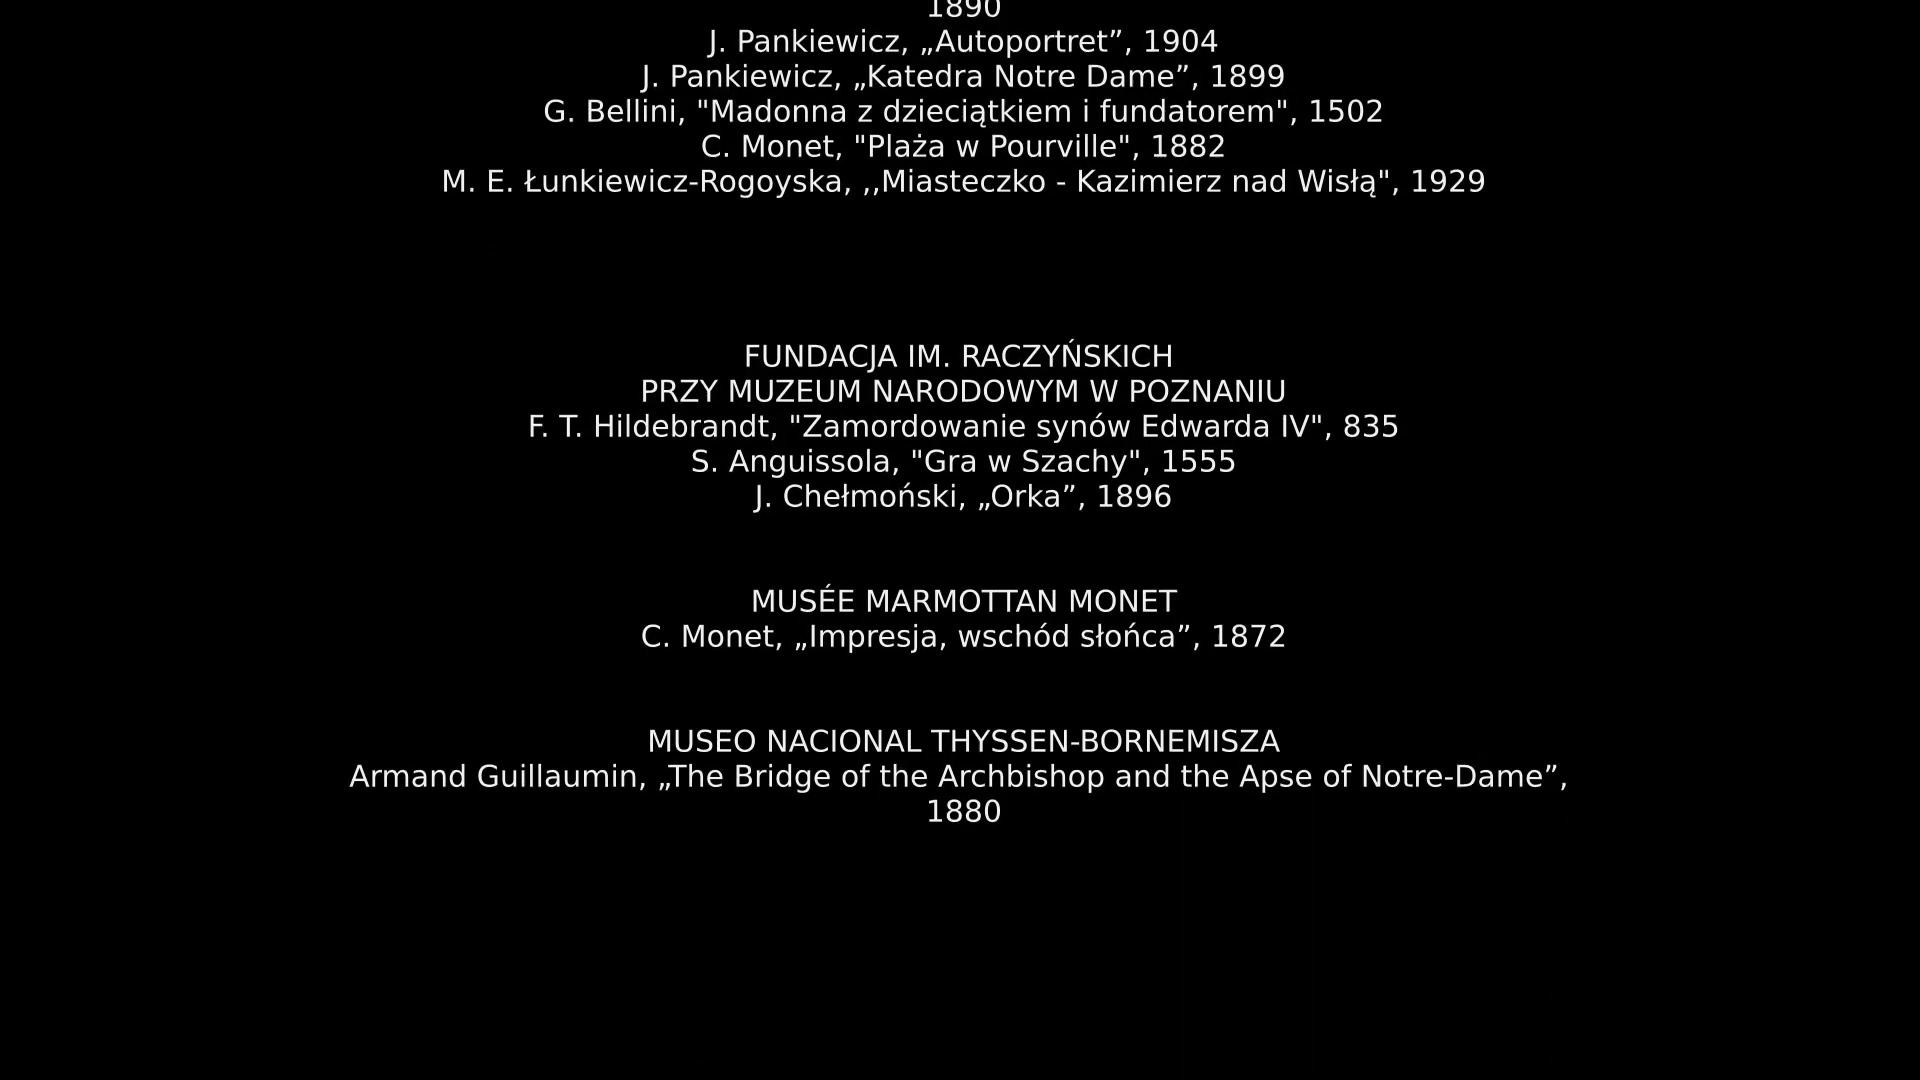 1890
J. Pankiewicz, „Autoportret”, 1904
J. Pankiewicz, „Katedra Notre Dame”, 1899
G. Bellini, "Madonna z dzieciątkiem i fundatorem", 1502
C. Monet, "Plaża w Pourville", 1882
M. E. Łunkiewicz-Rogoyska, ,,Miasteczko - Kazimierz nad Wisłą", 1929
FUNDACJA IM. RACZYŃSKICH
PRZY MUZEUM NARODOWYM W POZNANIU
F. T. Hildebrandt, "Zamordowanie synów Edwarda IV", 835
S. Anguissola, "Gra w Szachy", 1555
J. Chełmoński, „Orka”, 1896
MUSÉE MARMOTTAN MONET
C. Monet, „Impresja, wschód słońca”, 1872
MUSEO NACIONAL THYSSEN-BORNEMISZA
Armand Guillaumin, „The Bridge of the Archbishop and the Apse of Notre-Dame”,
1880